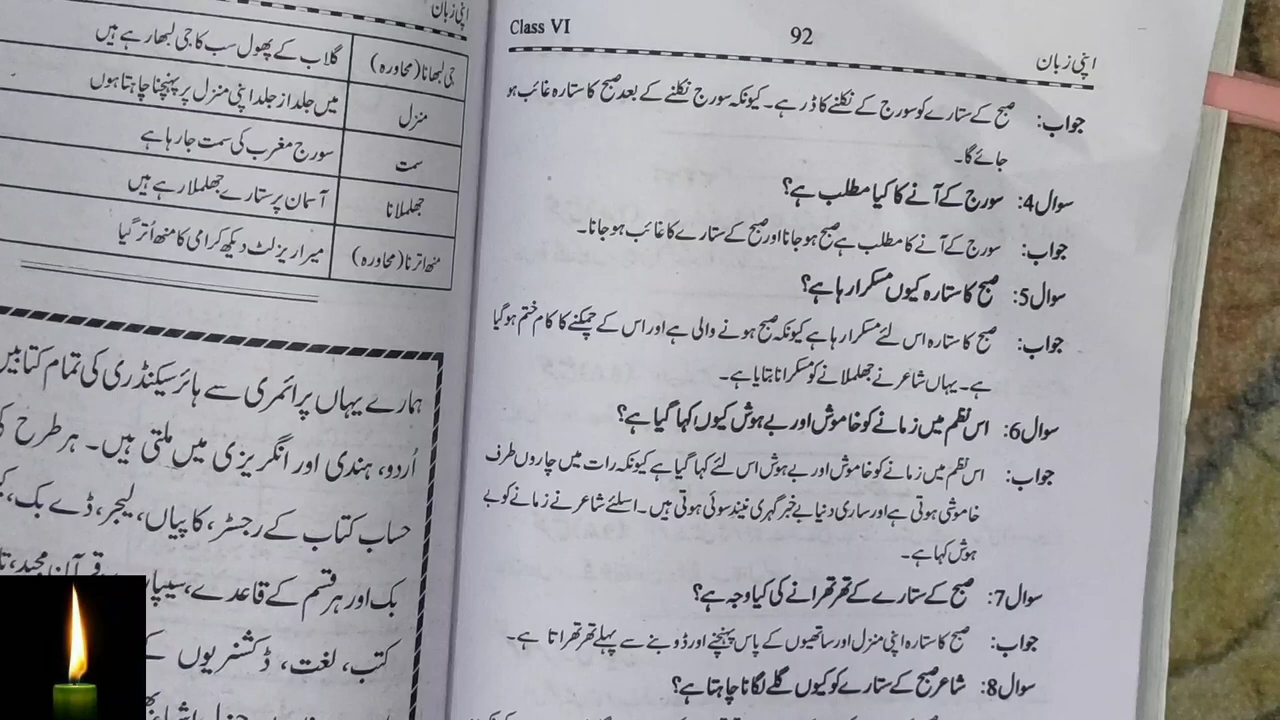 Class VI
92
اپنی زبان
جواب: صبح کے ستارے کو سورج کے نکلنے کا ڈر ہے۔ کیونکہ سورج نکلنے کے بعد صبح کا ستارہ غائب ہو
جائے گا۔
سوال4: سورج کے آنے کا کیا مطلب ہے؟
جواب: سورج کے آنے کا مطلب ہے صبح ہو جانا اور صبح کے ستارے کا غائب ہو جانا۔
سوال5: صبح کا ستارہ کیوں مسکرا رہا ہے؟
جواب: صبح کا ستارہ اس لئے مسکرا رہا ہے کیونکہ صبح ہونے والی ہے اور اس کے چمکنے کا کام ختم ہو گیا
ہے۔ یہاں شاعر نے جھلملانے کو مسکرانا بتایا ہے۔
سوال6: اس نظم میں زمانے کو خاموش اور بے ہوش کیوں کہا گیا ہے؟
جواب: اس نظم میں زمانے کو خاموش اور بے ہوش اس لئے کہا گیا ہے کیونکہ رات میں چاروں طرف
خاموشی ہوتی ہے اور ساری دنیا بے خبر گہری نیند سوئی ہوتی ہیں۔ اسلئے شاعر نے زمانے کو بے
ہوش کہا ہے۔
سوال7: صبح کے ستارے کے تھرتھرانے کی کیا وجہ ہے؟
جواب: صبح کا ستارہ اپنی منزل اور ساتھیوں کے پاس پہنچنے اور ڈوبنے سے پہلے تھرتھراتا ہے۔
سوال8: شاعر صبح کے ستارے کو کیوں گلے لگانا چاہتا ہے؟
اپنی زبان
جی لبھانا (محاورہ) گلاب کے پھول سب کا جی لبھا رہے ہیں
منزل میں جلد از جلد اپنی منزل پر پہنچنا چاہتا ہوں
سمت سورج مغرب کی سمت جا رہا ہے
جھلملانا آسمان پر ستارے جھلملا رہے ہیں
منھ اترنا (محاورہ) میرا ریزلٹ دیکھ کر امی کا منھ اُتر گیا
ہمارے یہاں پرائمری سے ہائر سیکنڈری کی تمام کتابیں
اُردو، ہندی اور انگریزی میں ملتی ہیں۔ ہر طرح
حساب کتاب کے رجسٹر، کاپیاں، لیجر، ڈے بک،
بک اور ہر قسم کے قاعدے، سیپارے، قرآن مجید،
کتب، لغت، ڈکشنریوں